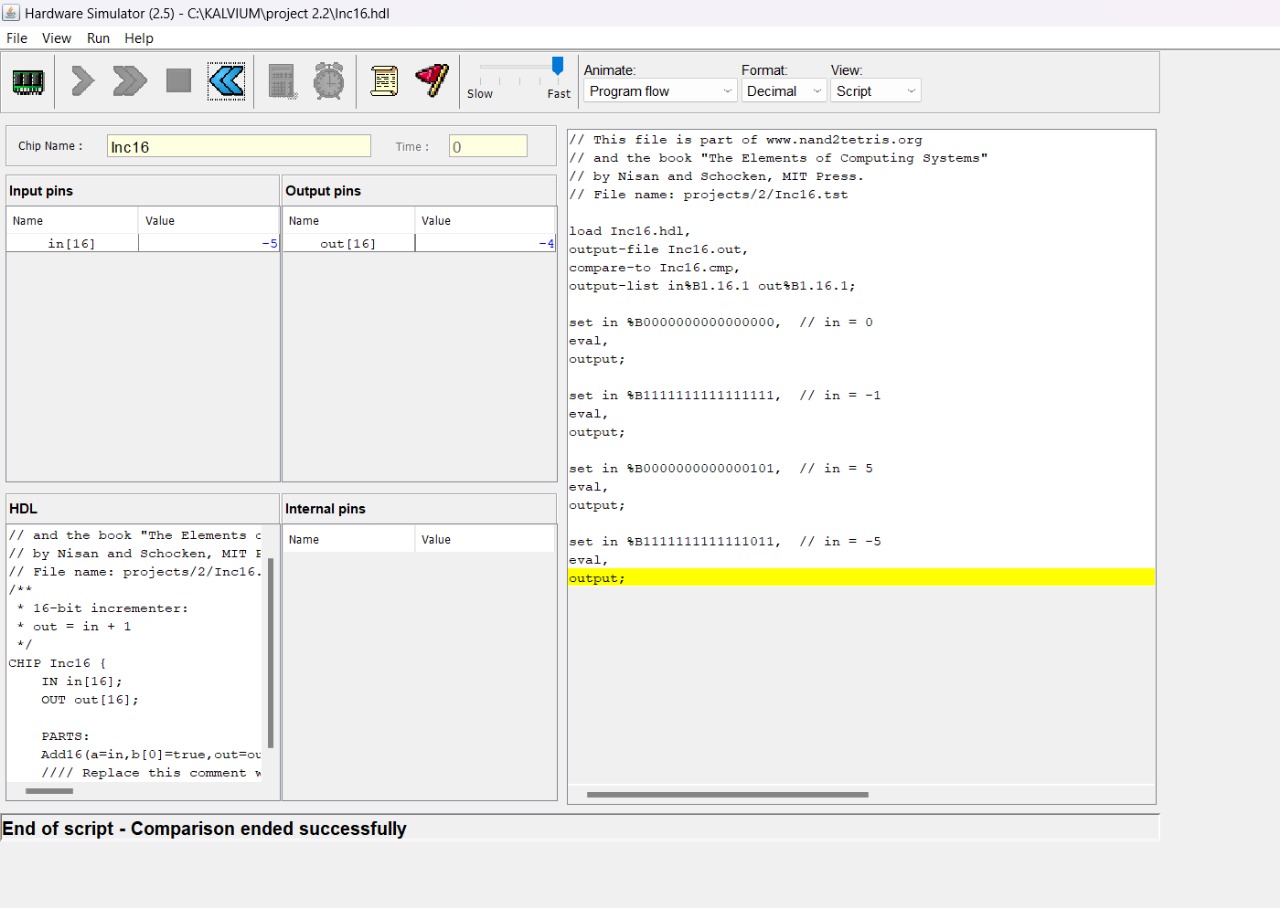 Hardware Simulator (2.5) - C:\KALVIUM\project 2.2\Inc16.hdl
File View Run Help
Slow Fast
Animate: Format: View:
Program flow Decimal Script
Chip Name : Inc16 Time : 0
Input pins
Name Value
in[16] -5
Output pins
Name Value
out[16] -4
HDL
// and the book "The Elements
// by Nisan and Schocken, MIT
// File name: projects/2/Inc16.
/**
* 16-bit incrementer:
* out = in + 1
*/
CHIP Inc16 {
IN in[16];
OUT out[16];
PARTS:
Add16(a=in,b[0]=true,out=ou
//// Replace this comment
Internal pins
Name Value
// This file is part of www.nand2tetris.org
// and the book "The Elements of Computing Systems"
// by Nisan and Schocken, MIT Press.
// File name: projects/2/Inc16.tst
load Inc16.hdl,
output-file Inc16.out,
compare-to Inc16.cmp,
output-list in%B1.16.1 out%B1.16.1;
set in %B0000000000000000, // in = 0
eval,
output;
set in %B1111111111111111, // in = -1
eval,
output;
set in %B0000000000000101, // in = 5
eval,
output;
set in %B1111111111111011, // in = -5
eval,
output;
End of script - Comparison ended successfully